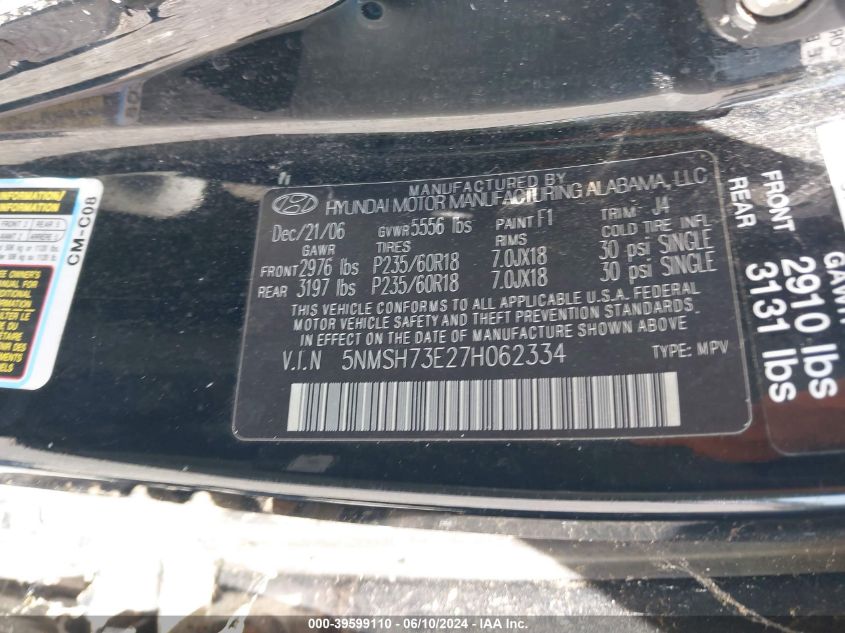 MANUFACTURED BY
HYUNDAI MOTOR MANUFACTURING ALABAMA, LLC
Dec/21/06 GVWR 5556 lbs PAINT F1 TRIM J4
GAWR TIRES RIMS COLD TIRE INFL
FRONT 2976 lbs P235/60R18 7.0JX18 30 psi SINGLE
REAR 3197 lbs P235/60R18 7.0JX18 30 psi SINGLE
THIS VEHICLE CONFORMS TO ALL APPLICABLE U.S.A. FEDERAL
MOTOR VEHICLE SAFETY AND THEFT PREVENTION STANDARDS
IN EFFECT ON THE DATE OF MANUFACTURE SHOWN ABOVE
V.I.N 5NMSH73E27H062334 TYPE: MPV
CM-C08
INFORMATION
GAWR
FRONT 2910 lbs
REAR 3131 lbs
000-39599110 - 06/10/2024 - IAA Inc.